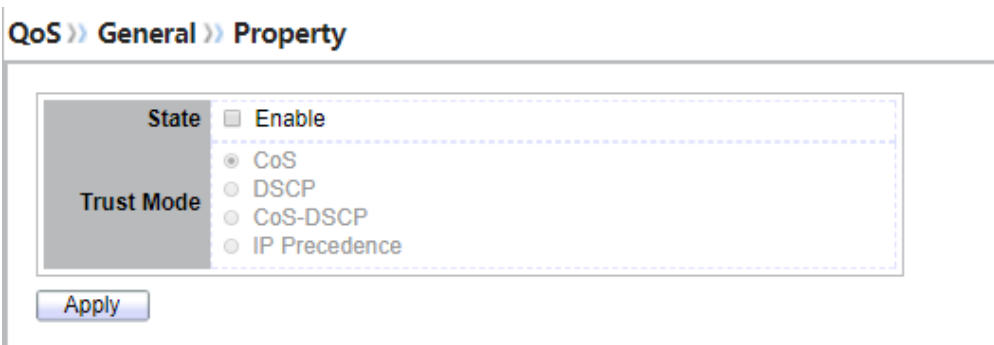 QoS》 General 》 Property
State Enable
Trust Mode
CoS
DSCP
CoS-DSCP
IP Precedence
Apply